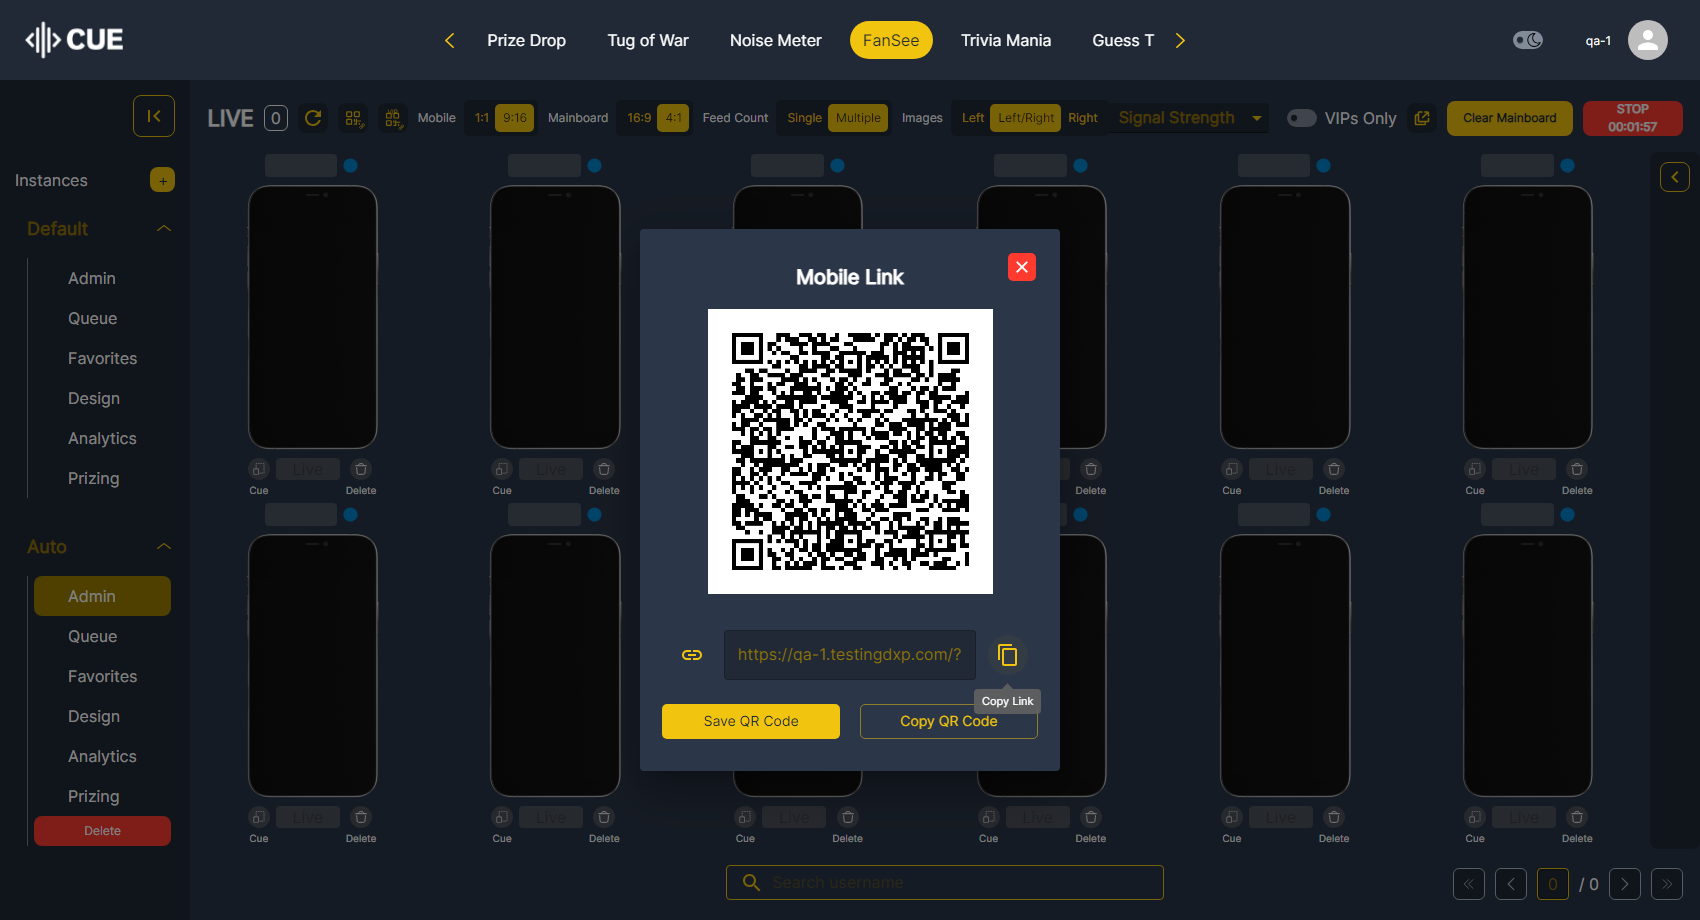 CUE
Prize Drop
Tug of War
Noise Meter
FanSee
Trivia Mania
Guess T
qa-1
LIVE 0
Mobile 1:1 9:16
Mainboard 16:9 4:1
Feed Count Single Multiple
Images Left Left/Right Right
Signal Strength
VIPs Only
Clear Mainboard
STOP
00:01:57
Instances +
Default
Admin
Queue
Favorites
Design
Analytics
Prizing
Auto
Admin
Queue
Favorites
Design
Analytics
Prizing
Delete
Mobile Link
https://qa-1.testingdxp.com/?
Copy Link
Save QR Code
Copy QR Code
Live Live Live Live
Cue Delete Cue Delete Delete Cue Delete Cue Delete
Live Live Live Live Live Live
Cue Delete Cue Delete Cue Delete Cue Delete Cue Delete Cue Delete
Search username
0 / 0